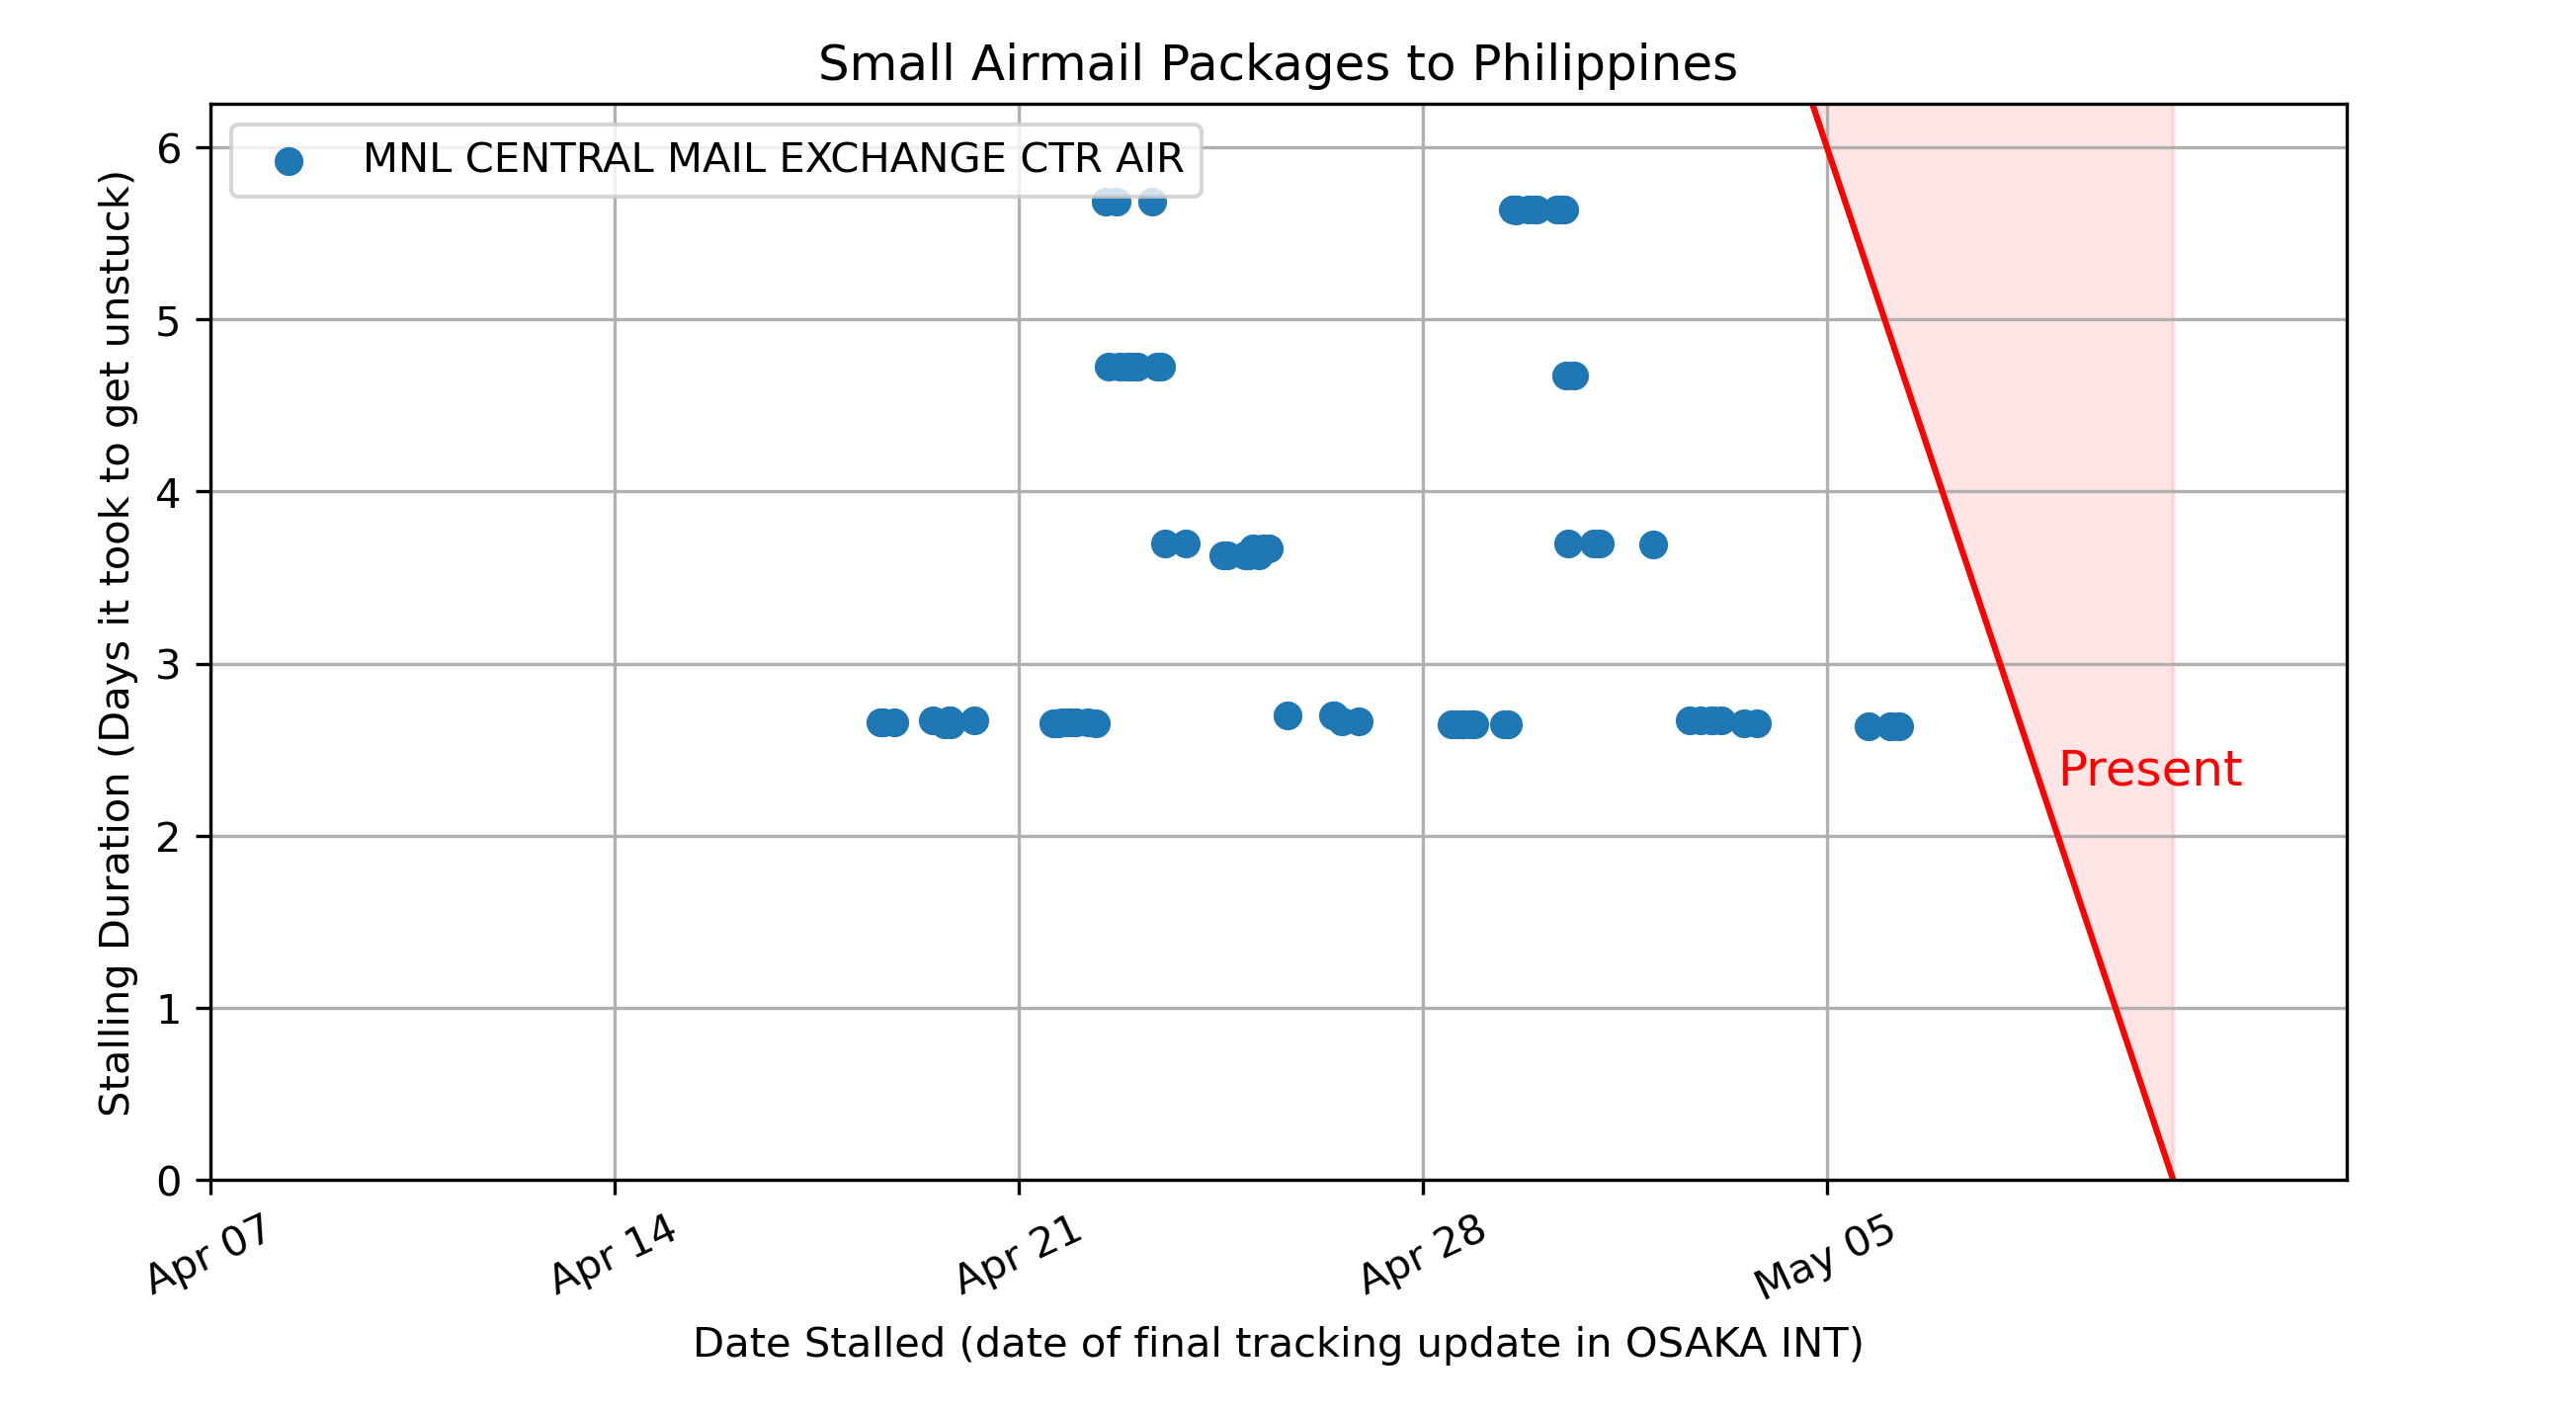 Small Airmail Packages to Philippines
MNL CENTRAL MAIL EXCHANGE CTR AIR
Stalling Duration (Days it took to get unstuck)
6
5
4
3
2
1
0
Present
Apr 07
Apr 14
Apr 21
Apr 28
May 05
Date Stalled (date of final tracking update in OSAKA INT)